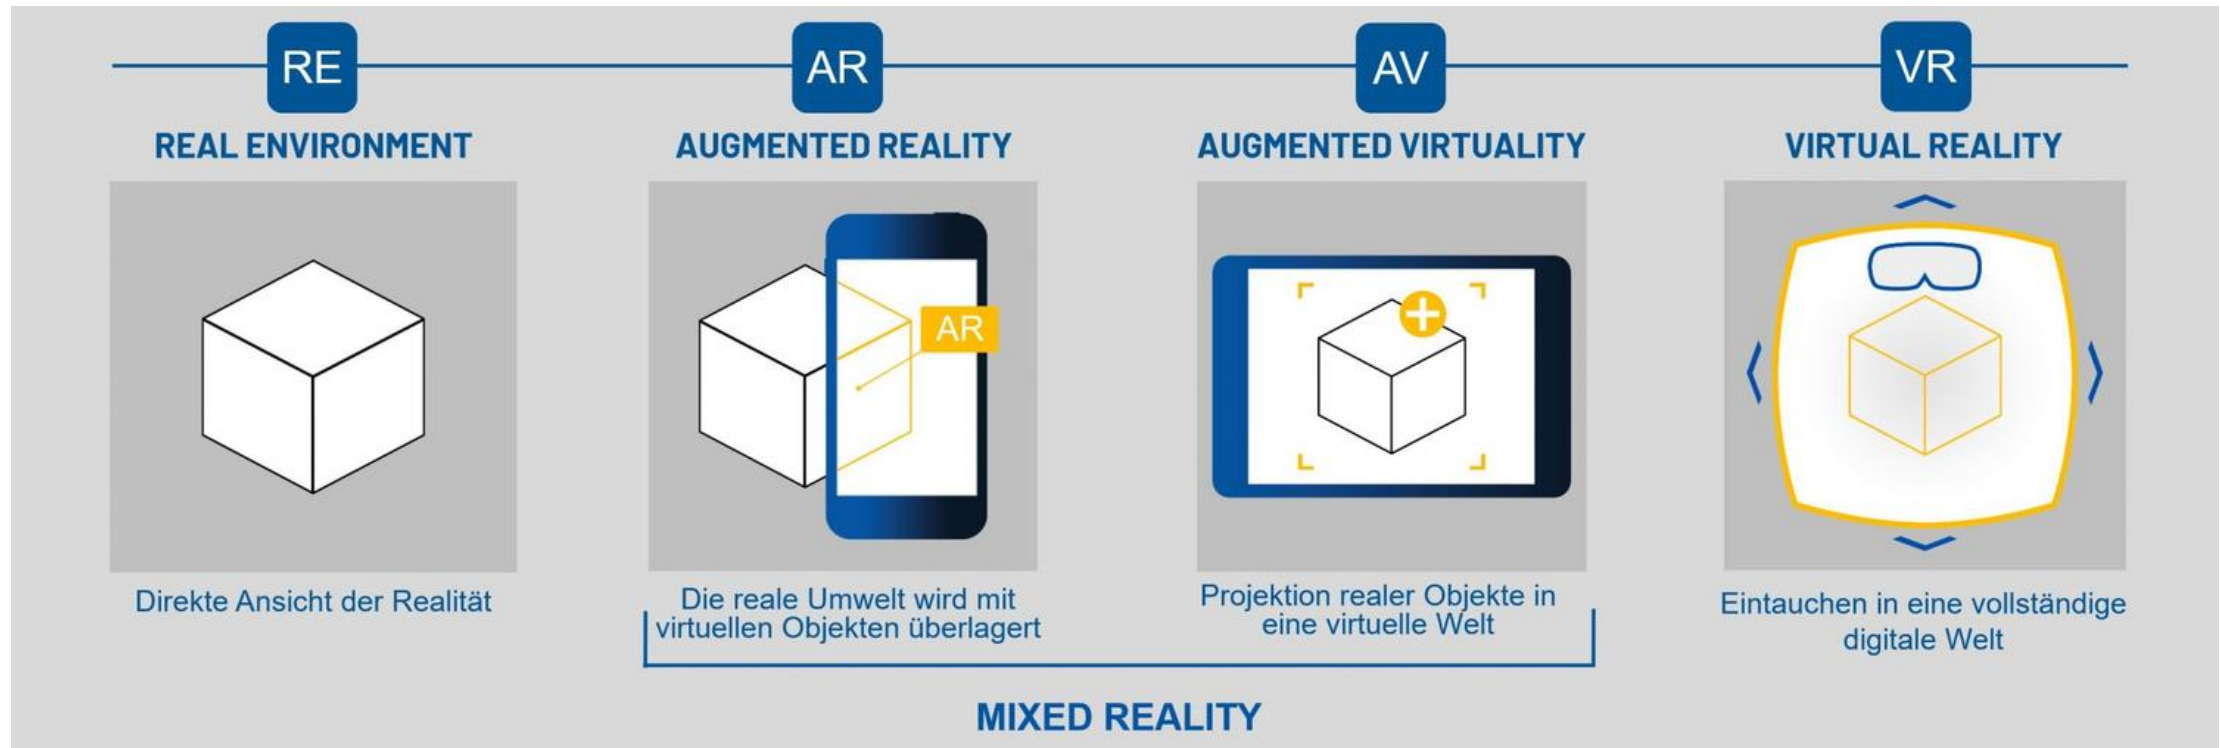 RE
AR
AV
VR
REAL ENVIRONMENT
AUGMENTED REALITY
AUGMENTED VIRTUALITY
VIRTUAL REALITY
AR
Direkte Ansicht der Realität
Die reale Umwelt wird mit
virtuellen Objekten überlagert
Projektion realer Objekte in
eine virtuelle Welt
Eintauchen in eine vollständige
digitale Welt
MIXED REALITY